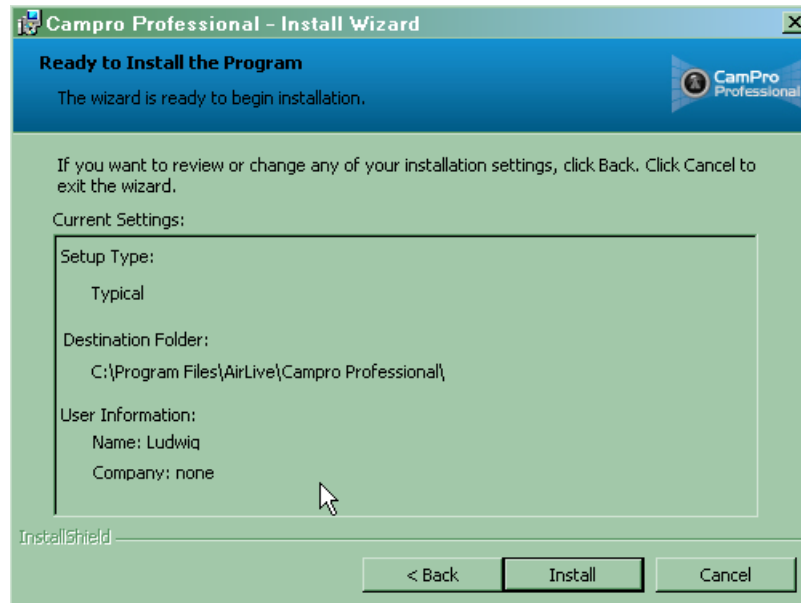 Campro Professional - Install Wizard
Ready to Install the Program
The wizard is ready to begin installation.
CamPro
Professional
If you want to review or change any of your installation settings, click Back. Click Cancel to
exit the wizard.
Current Settings:
Setup Type:
Typical
Destination Folder:
C:\Program Files\AirLive\Campro Professional\
User Information:
Name: Ludwig
Company: none
InstallShield
< Back
Install
Cancel